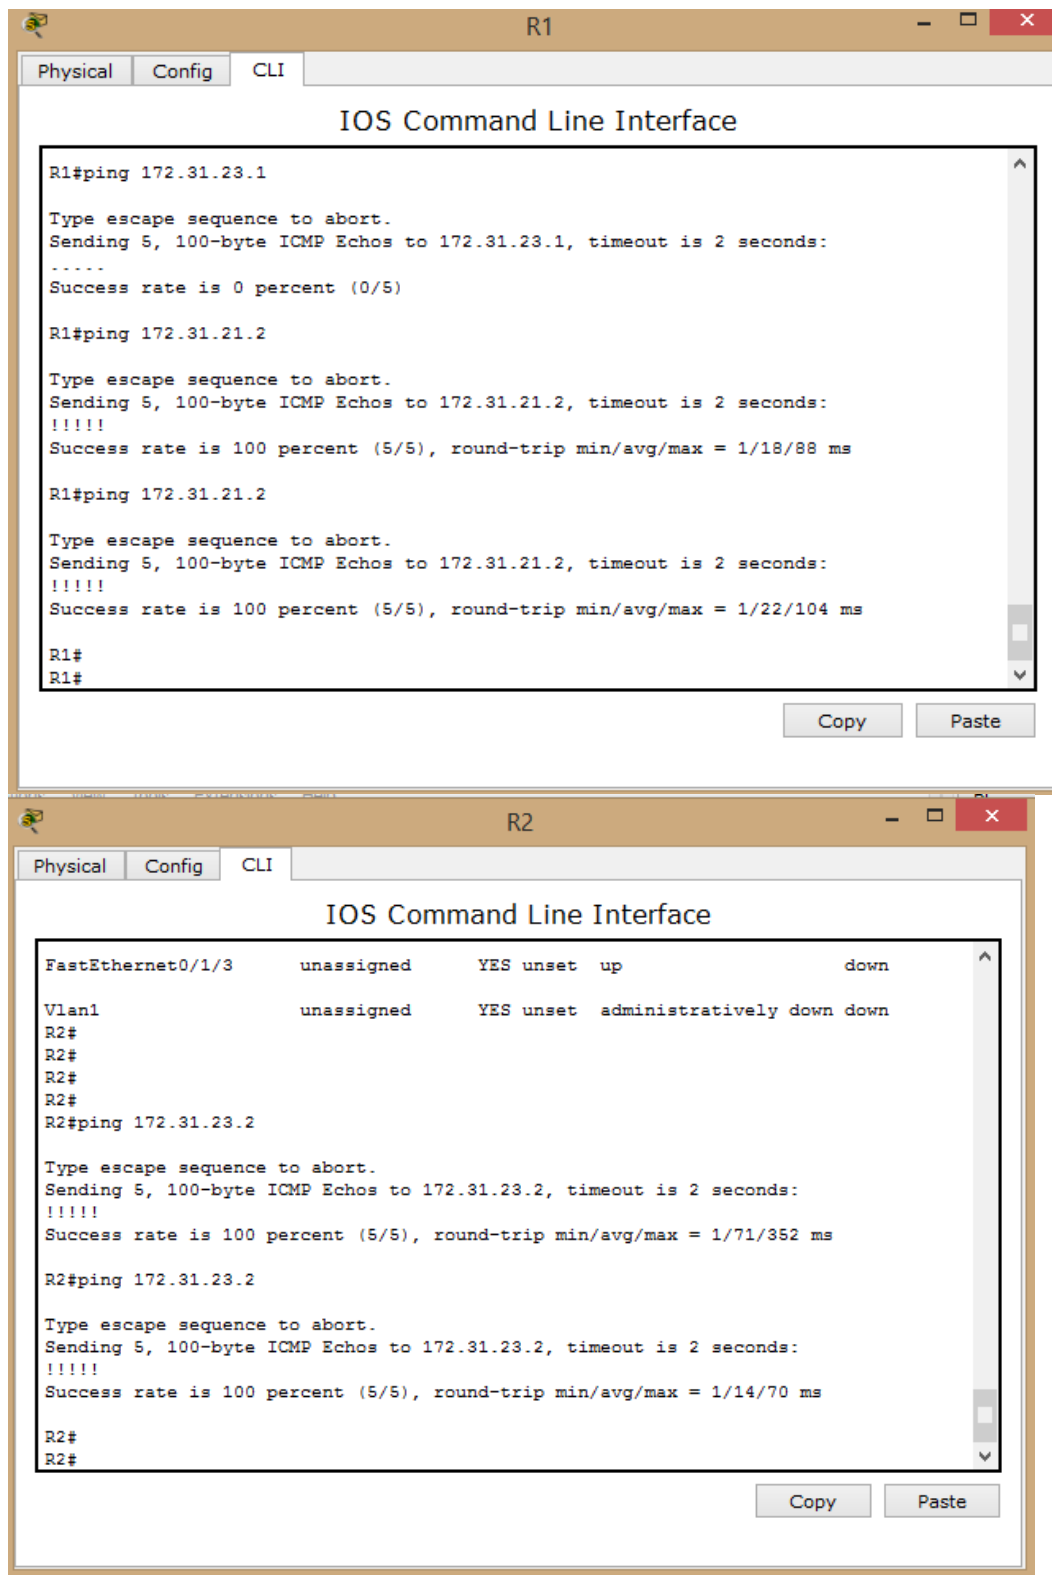 R1
Physical Config CLI
IOS Command Line Interface
R1#ping 172.31.23.1
Type escape sequence to abort.
Sending 5, 100-byte ICMP Echos to 172.31.23.1, timeout is 2 seconds:
.....
Success rate is 0 percent (0/5)
R1#ping 172.31.21.2
Type escape sequence to abort.
Sending 5, 100-byte ICMP Echos to 172.31.21.2, timeout is 2 seconds:
!!!!!
Success rate is 100 percent (5/5), round-trip min/avg/max = 1/18/88 ms
R1#ping 172.31.21.2
Type escape sequence to abort.
Sending 5, 100-byte ICMP Echos to 172.31.21.2, timeout is 2 seconds:
!!!!!
Success rate is 100 percent (5/5), round-trip min/avg/max = 1/22/104 ms
R1#
R1#
Copy Paste
R2
Physical Config CLI
IOS Command Line Interface
FastEthernet0/1/3 unassigned YES unset up down
Vlan1 unassigned YES unset administratively down down
R2#
R2#
R2#
R2#
R2#ping 172.31.23.2
Type escape sequence to abort.
Sending 5, 100-byte ICMP Echos to 172.31.23.2, timeout is 2 seconds:
!!!!!
Success rate is 100 percent (5/5), round-trip min/avg/max = 1/71/352 ms
R2#ping 172.31.23.2
Type escape sequence to abort.
Sending 5, 100-byte ICMP Echos to 172.31.23.2, timeout is 2 seconds:
!!!!!
Success rate is 100 percent (5/5), round-trip min/avg/max = 1/14/70 ms
R2#
R2#
Copy Paste